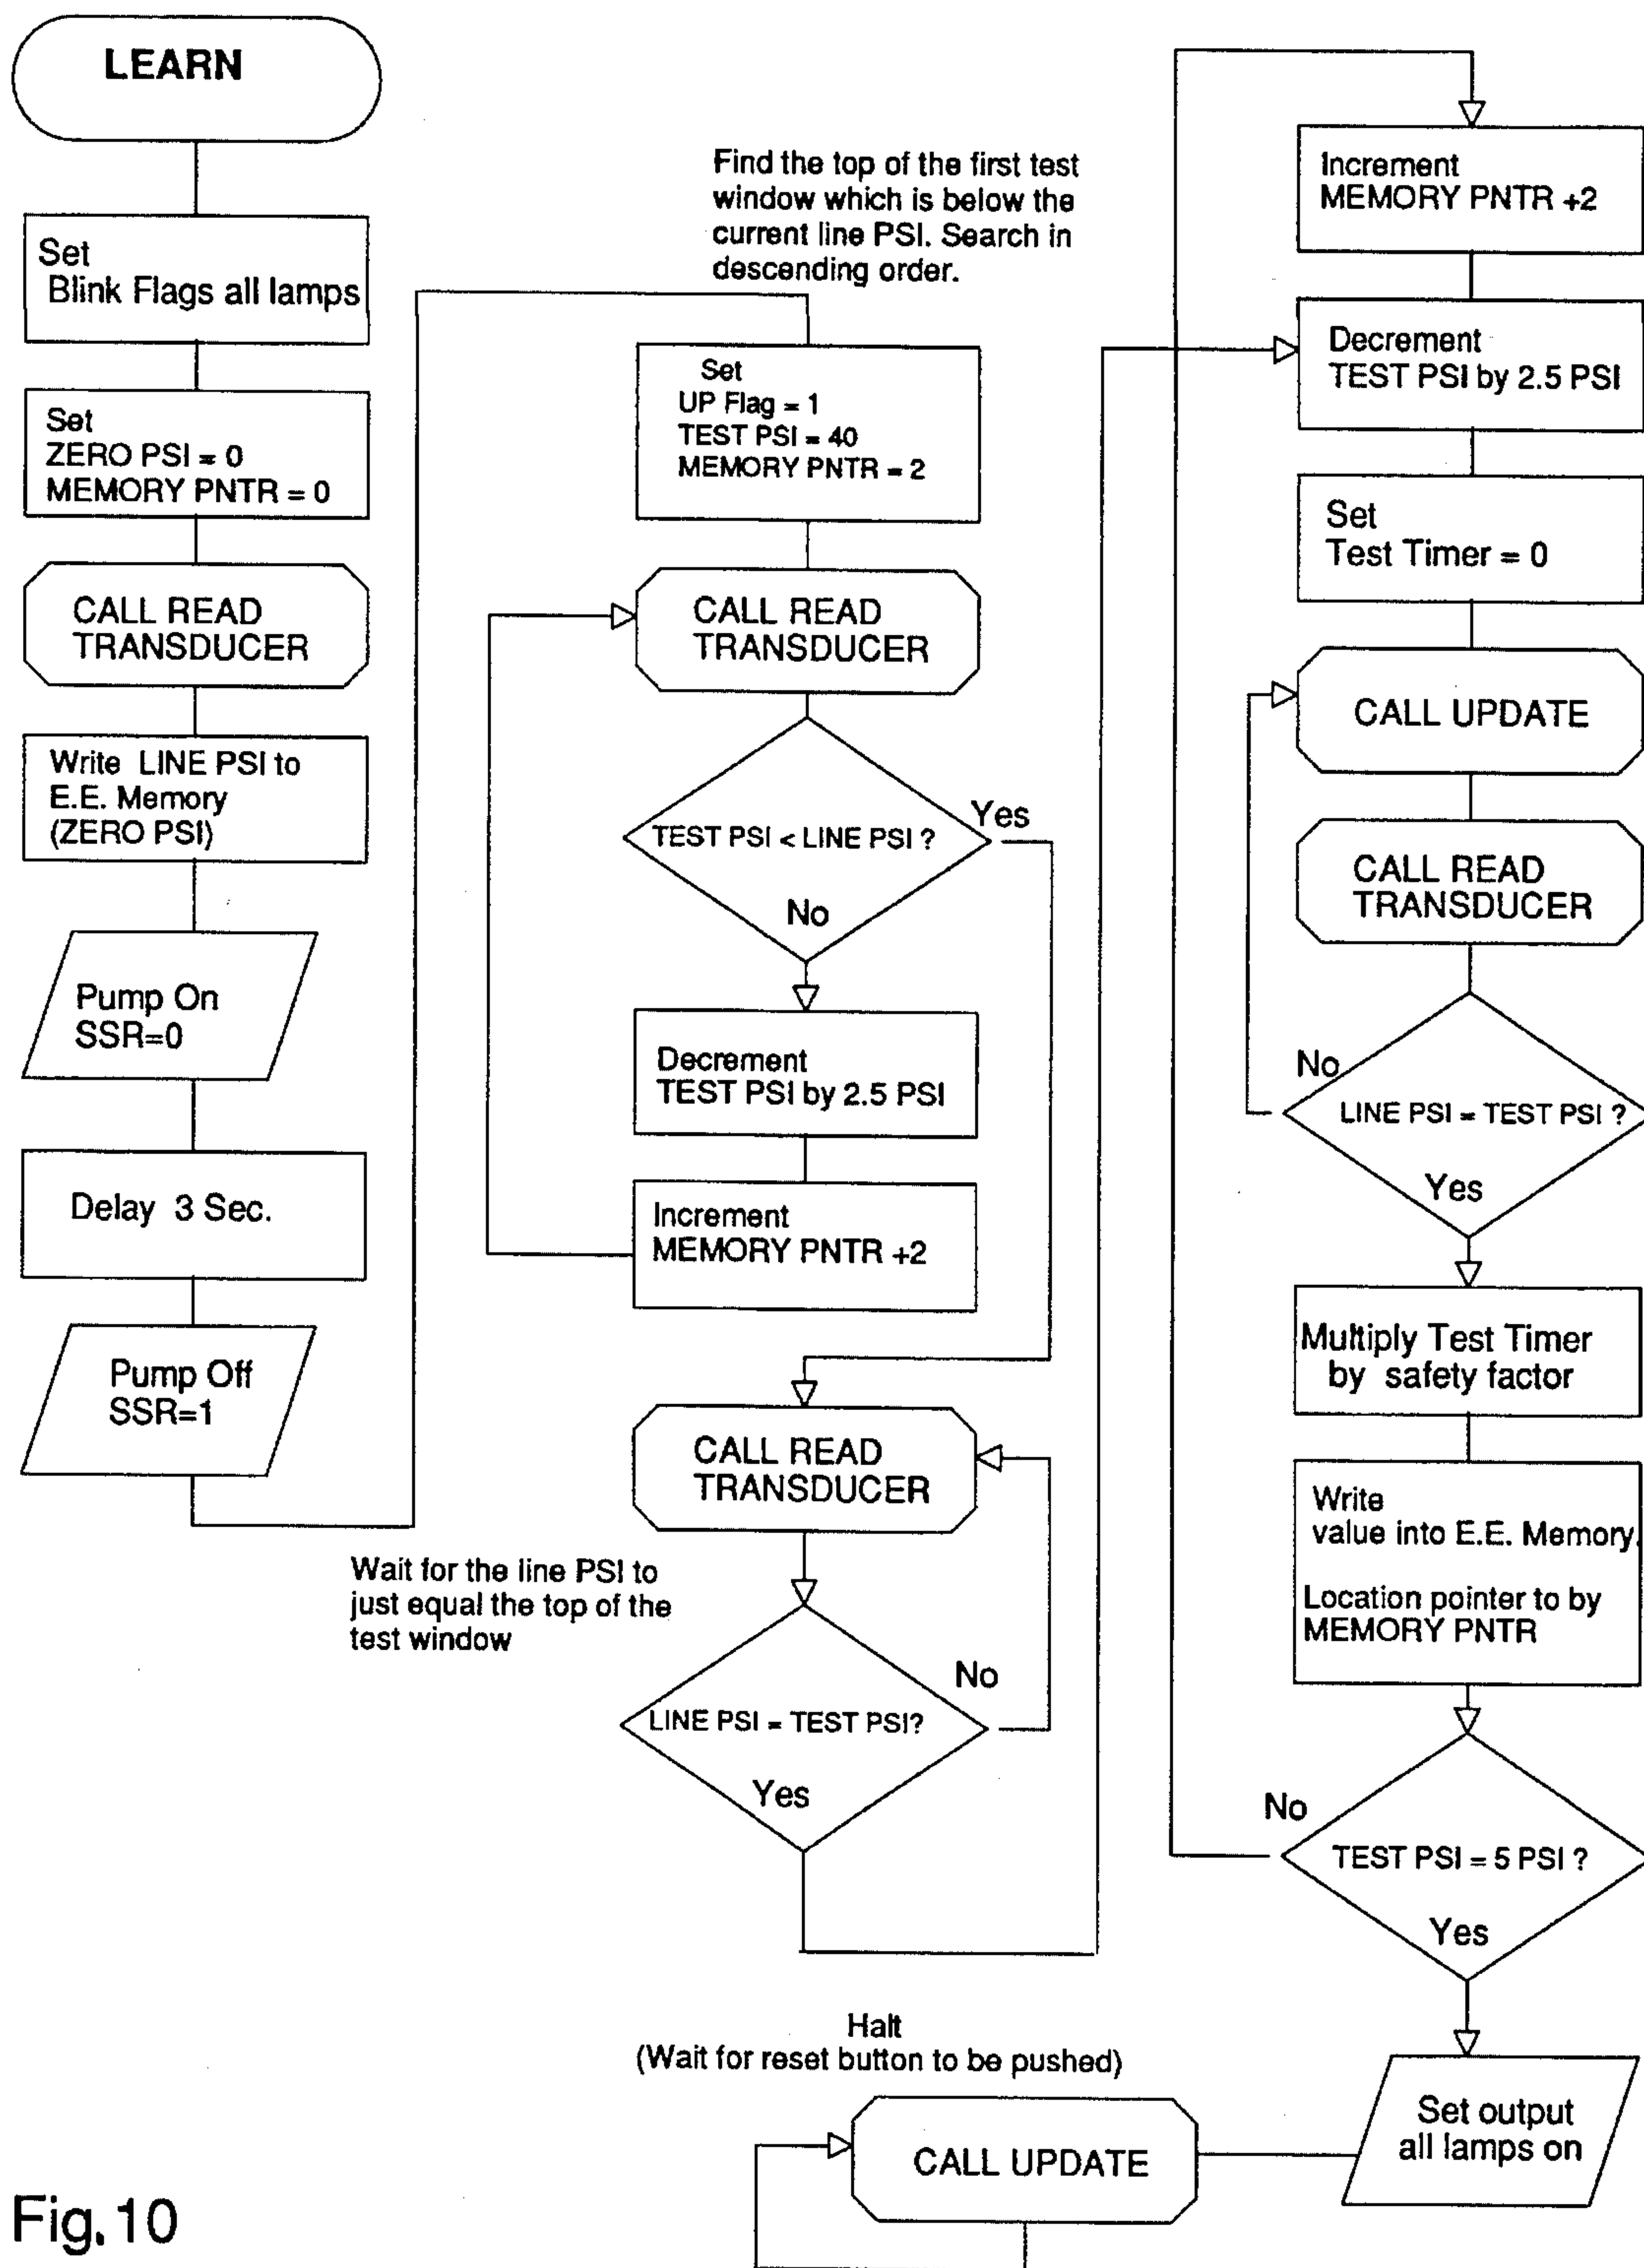 LEARN
Set
Blink Flags all lamps
Set
ZERO PSI = 0
MEMORY PNTR = 0
CALL READ
TRANSDUCER
Write LINE PSI to
E.E. Memory
(ZERO PSI)
Pump On
SSR=0
Delay 3 Sec.
Pump Off
SSR=1
Find the top of the first test
window which is below the
current line PSI. Search in
descending order.
Set
UP Flag = 1
TEST PSI = 40
MEMORY PNTR = 2
CALL READ
TRANSDUCER
TEST PSI < LINE PSI ?
Yes
No
Decrement
TEST PSI by 2.5 PSI
Increment
MEMORY PNTR +2
CALL READ
TRANSDUCER
Wait for the line PSI to
just equal the top of the
test window
LINE PSI = TEST PSI?
No
Yes
Increment
MEMORY PNTR +2
Decrement
TEST PSI by 2.5 PSI
Set
Test Timer = 0
CALL UPDATE
CALL READ
TRANSDUCER
No
LINE PSI = TEST PSI ?
Yes
Multiply Test Timer
by safety factor
Write
value into E.E. Memory.
Location pointer to by
MEMORY PNTR
No
TEST PSI = 5 PSI ?
Yes
Set output
all lamps on
Halt
(Wait for reset button to be pushed)
CALL UPDATE
Fig.10